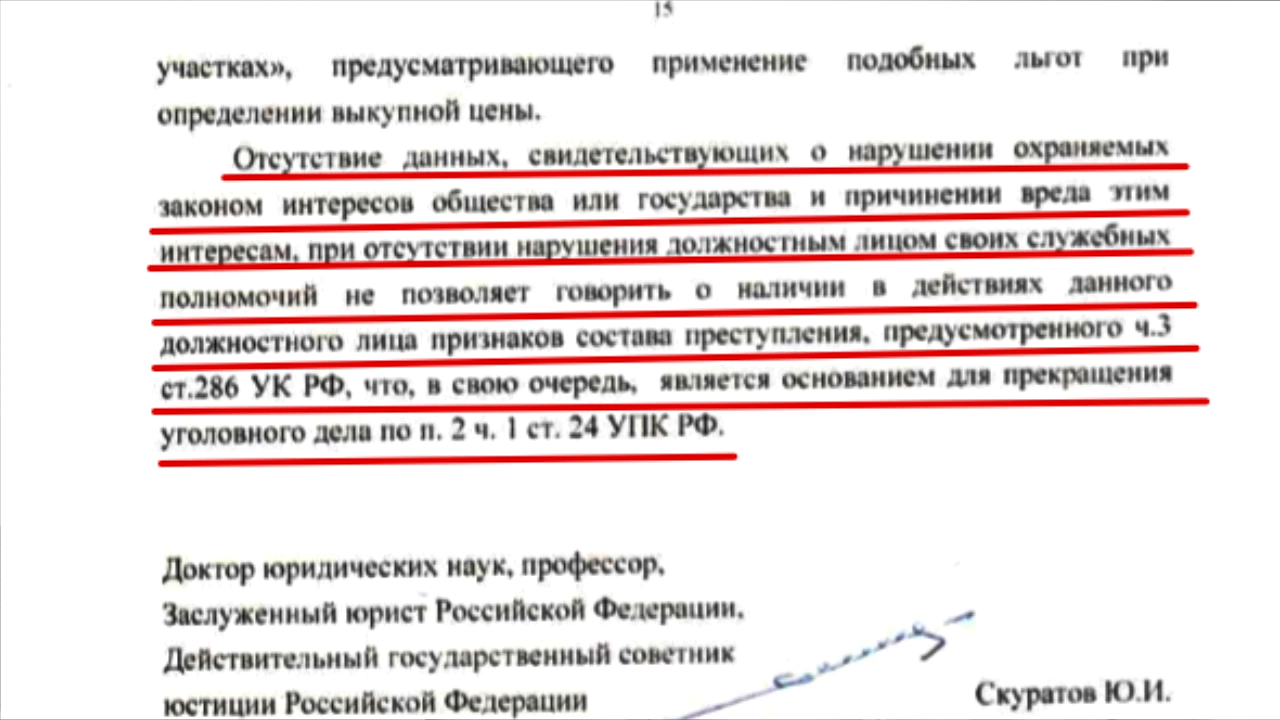 15
участках», предусматривающего применение подобных льгот при
определении выкупной цены.
Отсутствие данных, свидетельствующих о нарушении охраняемых
законом интересов общества или государства и причинении вреда этим
интересам, при отсутствии нарушения должностным лицом своих служебных
полномочий не позволяет говорить о наличии в действиях данного
должностного лица признаков состава преступления, предусмотренного ч.3
ст.286 УК РФ, что, в свою очередь, является основанием для прекращения
уголовного дела по п. 2 ч. 1 ст. 24 УПК РФ.
Доктор юридических наук, профессор,
Заслуженный юрист Российской Федерации,
Действительный государственный советник
юстиции Российской Федерации
Скуратов Ю.И.